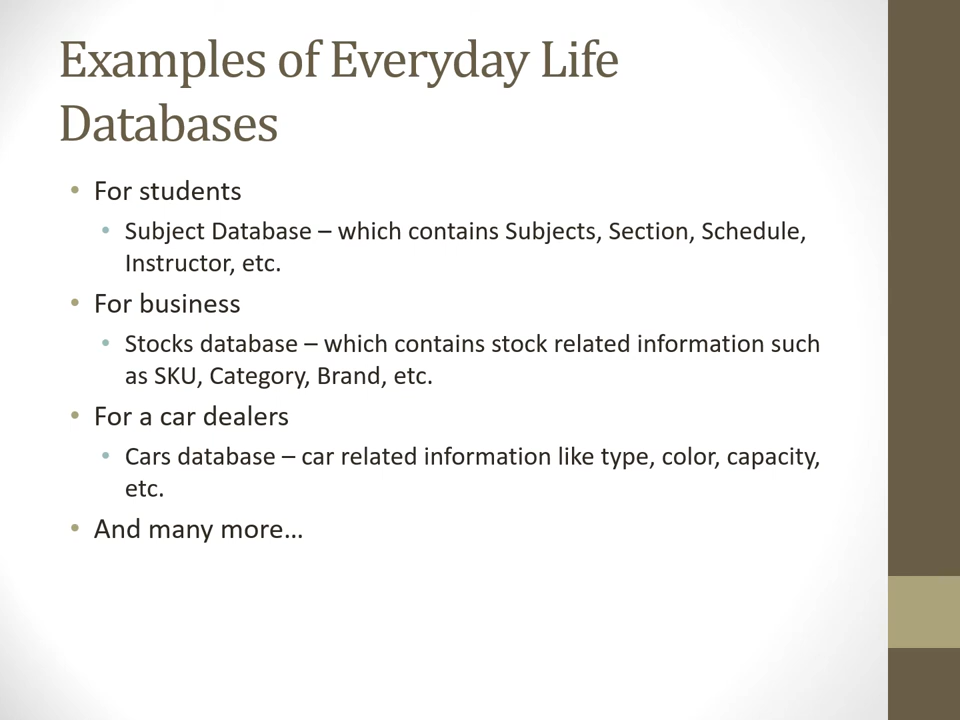 Examples of Everyday Life
Databases
• For students
• Subject Database – which contains Subjects, Section, Schedule,
Instructor, etc.
• For business
• Stocks database – which contains stock related information such
as SKU, Category, Brand, etc.
• For a car dealers
• Cars database – car related information like type, color, capacity,
etc.
• And many more…